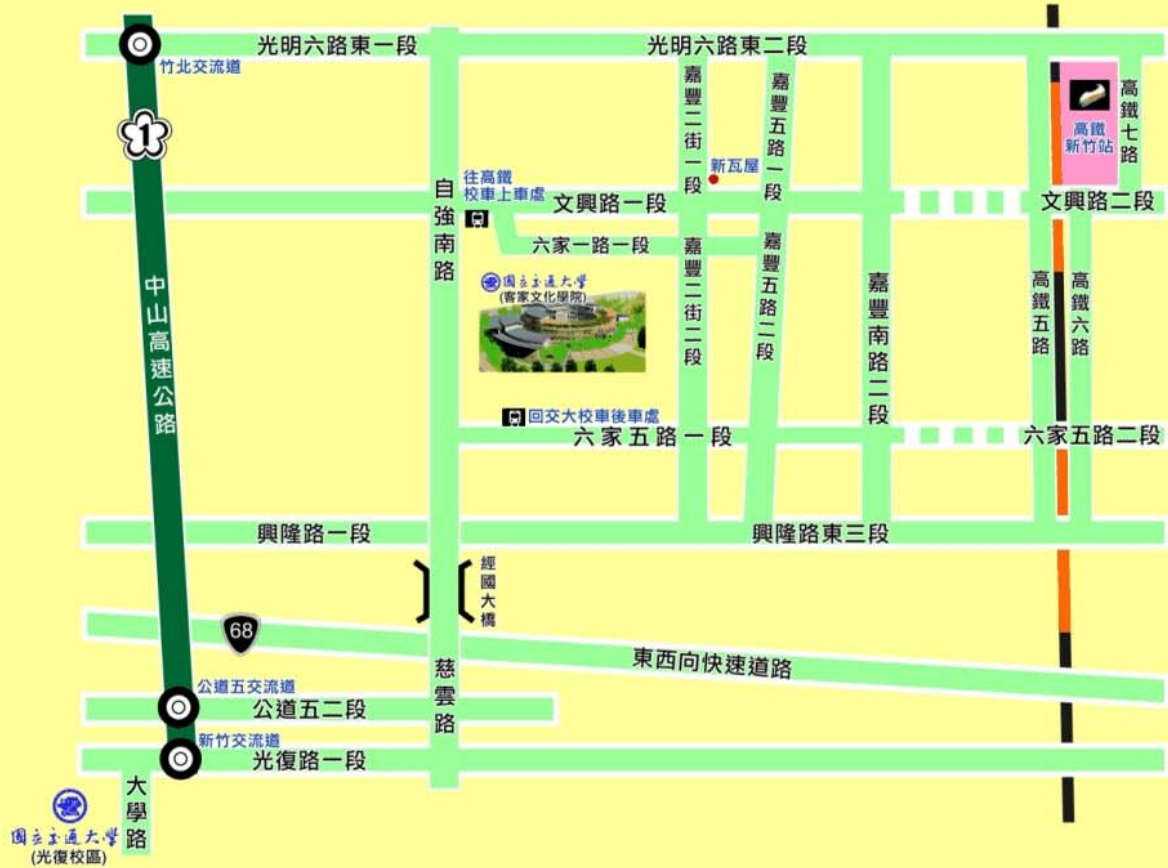 光明六路東一段
光明六路東二段
竹北交流道
1
嘉豐二街一段
嘉豐五路一段
高鐵七路
高鐵
新竹站
新瓦屋
自強南路
往高鐵
校車上車處
文興路一段
文興路二段
六家一路一段
國立交通大學
(客家文化學院)
嘉豐二街二段
嘉豐五路二段
嘉豐南路二段
高鐵五路
高鐵六路
中山高速公路
回交大校車後車處
六家五路一段
六家五路二段
興隆路一段
興隆路東三段
經國大橋
68
東西向快速道路
慈雲路
公道五交流道
公道五二段
新竹交流道
光復路一段
大學路
國立交通大學
(光復校區)